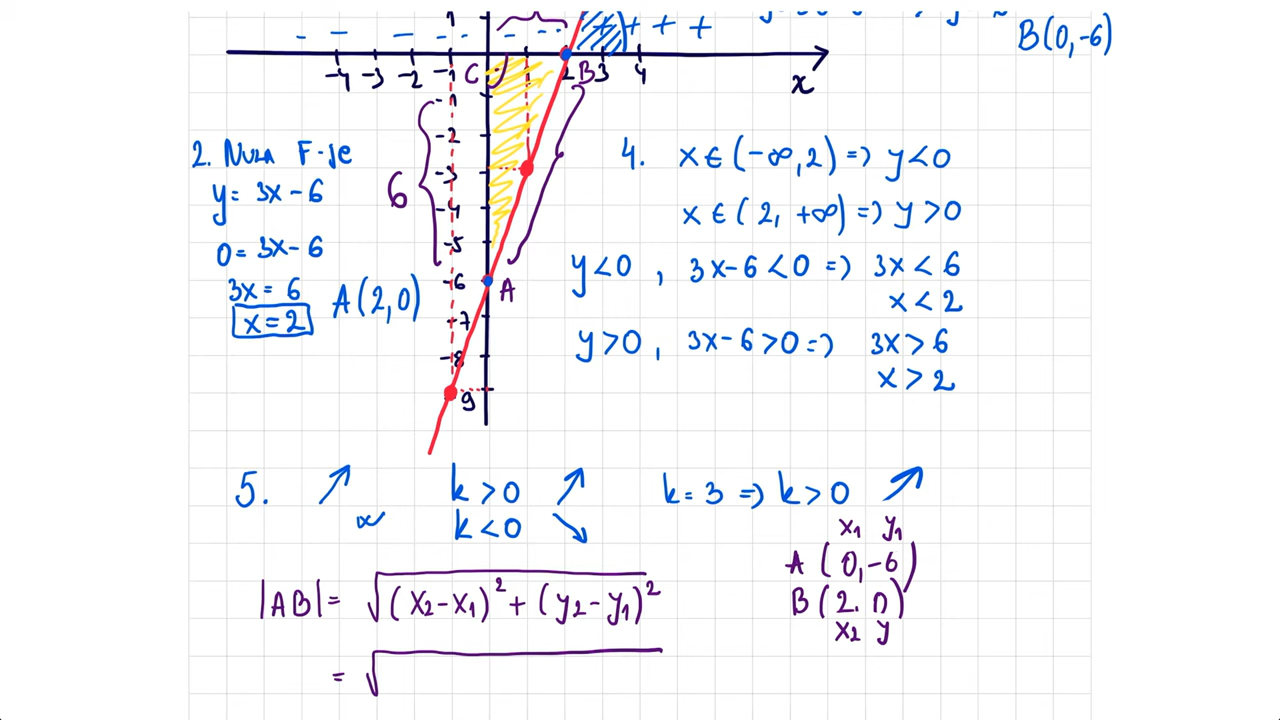 - - - - - + + + +
B(0,-6)
-4 -3 -2 -1 C 1 2 B 3 4
x
-1
-2
-3
-4
-5
-6 A
-7
-8
9
6
2. NULA F-je
y = 3x - 6
0 = 3x - 6
3x = 6 A(2,0)
x = 2
4. x ∈ (-∞, 2) => y < 0
x ∈ (2, +∞) => y > 0
y < 0 , 3x - 6 < 0 => 3x < 6
x < 2
y > 0 , 3x - 6 > 0 => 3x > 6
x > 2
5. ↗ k > 0 ↗ k = 3 => k > 0 ↗
k < 0 ↘
x₁ y₁
A (0, -6)
|AB| = √(x₂ - x₁)² + (y₂ - y₁)²
B (2, 0)
x₂ y
= √